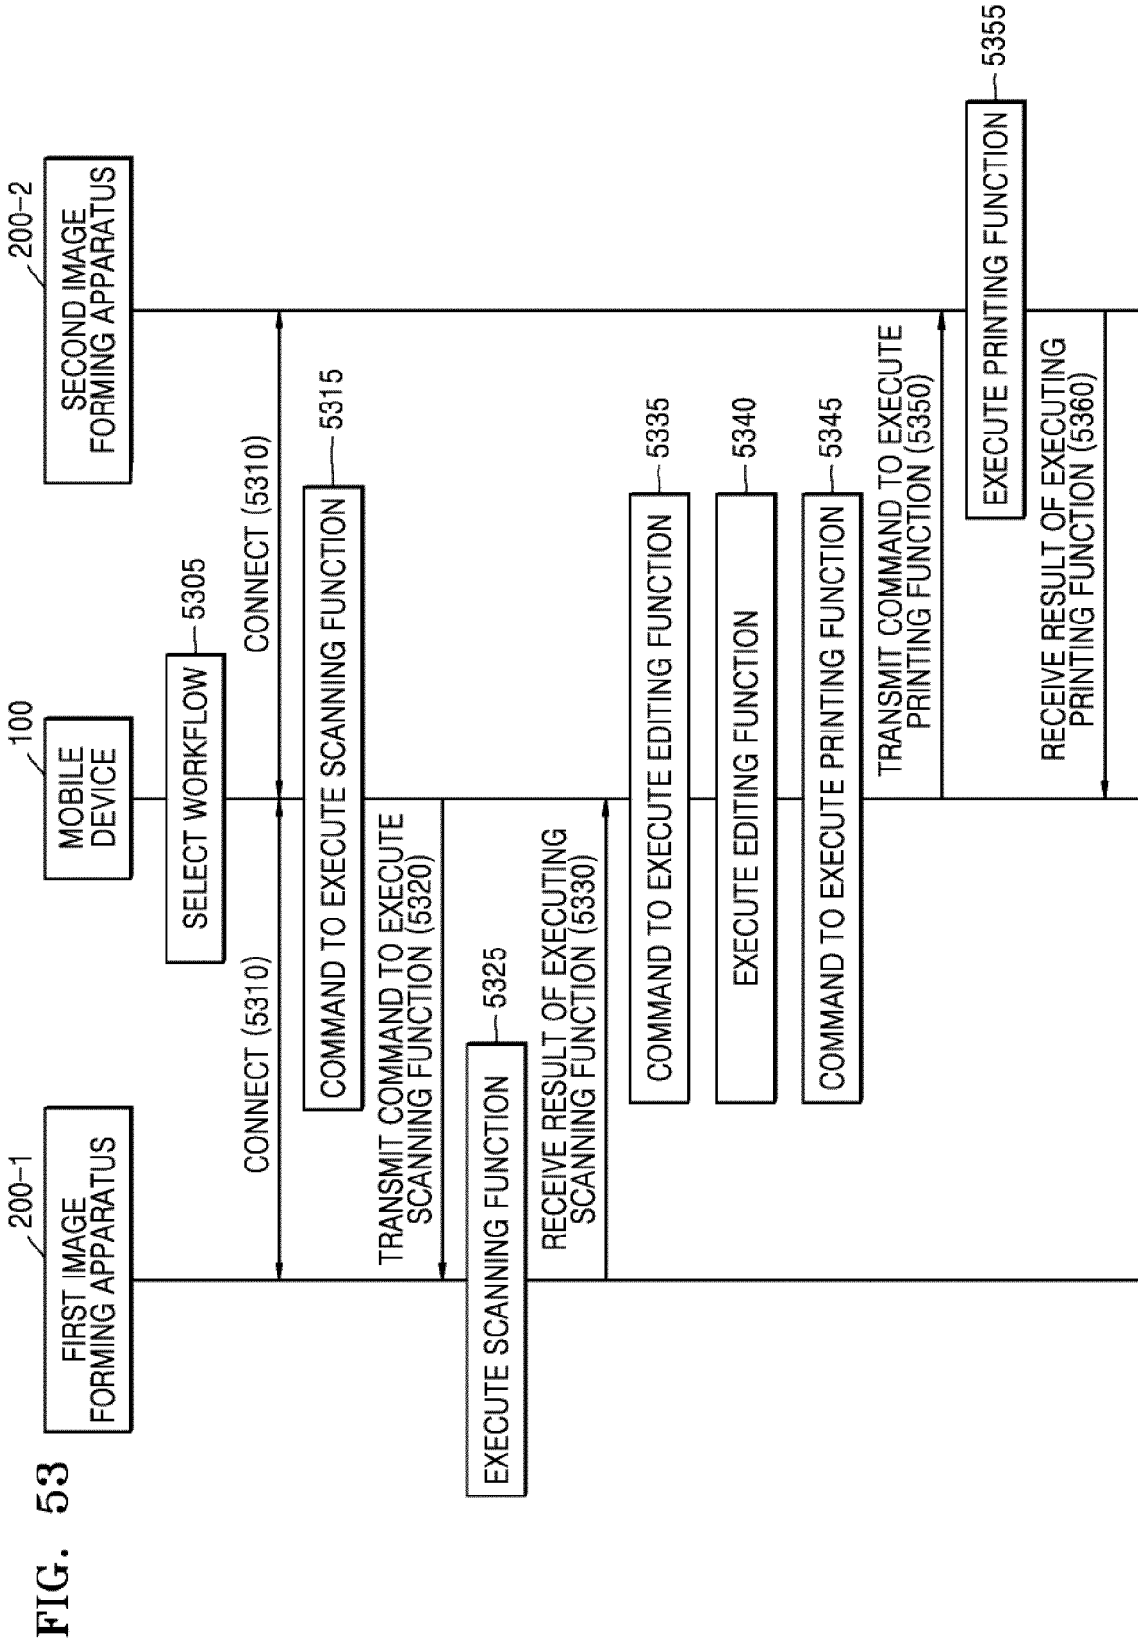 FIG. 53
200-1
FIRST IMAGE
FORMING APPARATUS
100
MOBILE
DEVICE
200-2
SECOND IMAGE
FORMING APPARATUS
SELECT WORKFLOW
5305
CONNECT (5310)
CONNECT (5310)
COMMAND TO EXECUTE SCANNING FUNCTION
5315
TRANSMIT COMMAND TO EXECUTE
SCANNING FUNCTION (5320)
EXECUTE SCANNING FUNCTION
5325
RECEIVE RESULT OF EXECUTING
SCANNING FUNCTION (5330)
COMMAND TO EXECUTE EDITING FUNCTION
5335
EXECUTE EDITING FUNCTION
5340
COMMAND TO EXECUTE PRINTING FUNCTION
5345
TRANSMIT COMMAND TO EXECUTE
PRINTING FUNCTION (5350)
EXECUTE PRINTING FUNCTION
5355
RECEIVE RESULT OF EXECUTING
PRINTING FUNCTION (5360)